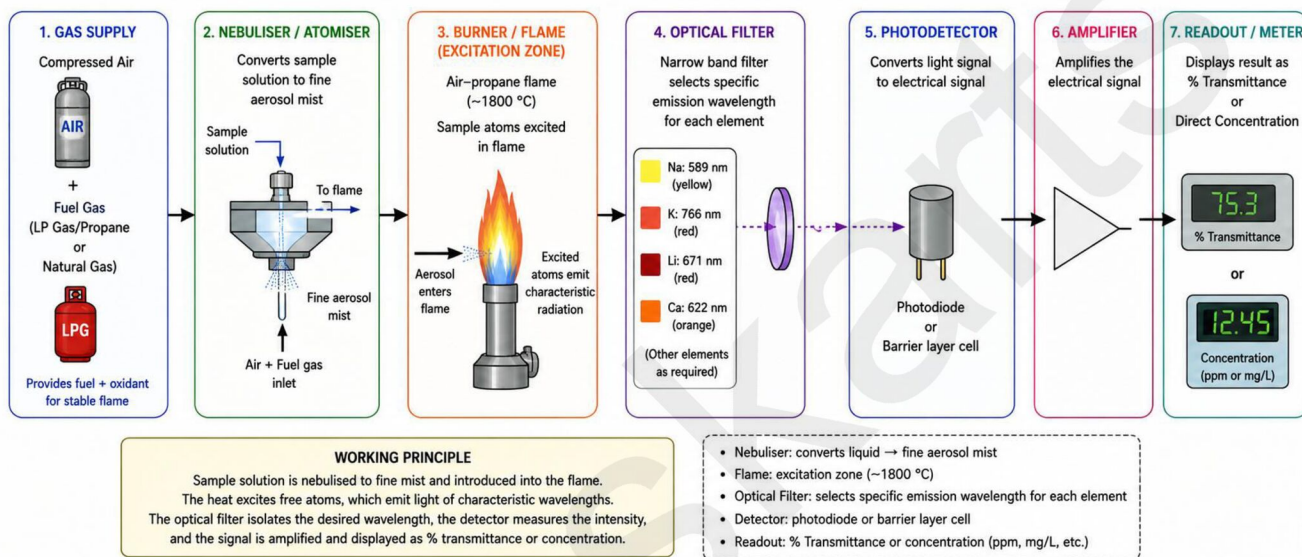 1. GAS SUPPLY
Compressed Air
AIR
+
Fuel Gas
(LP Gas/Propane
or
Natural Gas)
LPG
Provides fuel + oxidant
for stable flame
2. NEBULISER / ATOMISER
Converts sample
solution to fine
aerosol mist
Sample
solution
To flame
Fine aerosol
mist
Air + Fuel gas
inlet
3. BURNER / FLAME
(EXCITATION ZONE)
Air–propane flame
(~1800 °C)
Sample atoms excited
in flame
Aerosol
enters
flame
Excited
atoms emit
characteristic
radiation
4. OPTICAL FILTER
Narrow band filter
selects specific
emission wavelength
for each element
Na: 589 nm
(yellow)
K: 766 nm
(red)
Li: 671 nm
(red)
Ca: 622 nm
(orange)
(Other elements
as required)
5. PHOTODETECTOR
Converts light signal
to electrical signal
Photodiode
or
Barrier layer cell
6. AMPLIFIER
Amplifies the
electrical signal
7. READOUT / METER
Displays result as
% Transmittance
or
Direct Concentration
75.3
% Transmittance
or
12.45
Concentration
(ppm or mg/L)
WORKING PRINCIPLE
Sample solution is nebulised to fine mist and introduced into the flame.
The heat excites free atoms, which emit light of characteristic wavelengths.
The optical filter isolates the desired wavelength, the detector measures the intensity,
and the signal is amplified and displayed as % transmittance or concentration.
• Nebuliser: converts liquid → fine aerosol mist
• Flame: excitation zone (~1800 °C)
• Optical Filter: selects specific emission wavelength for each element
• Detector: photodiode or barrier layer cell
• Readout: % Transmittance or concentration (ppm, mg/L, etc.)
skarts